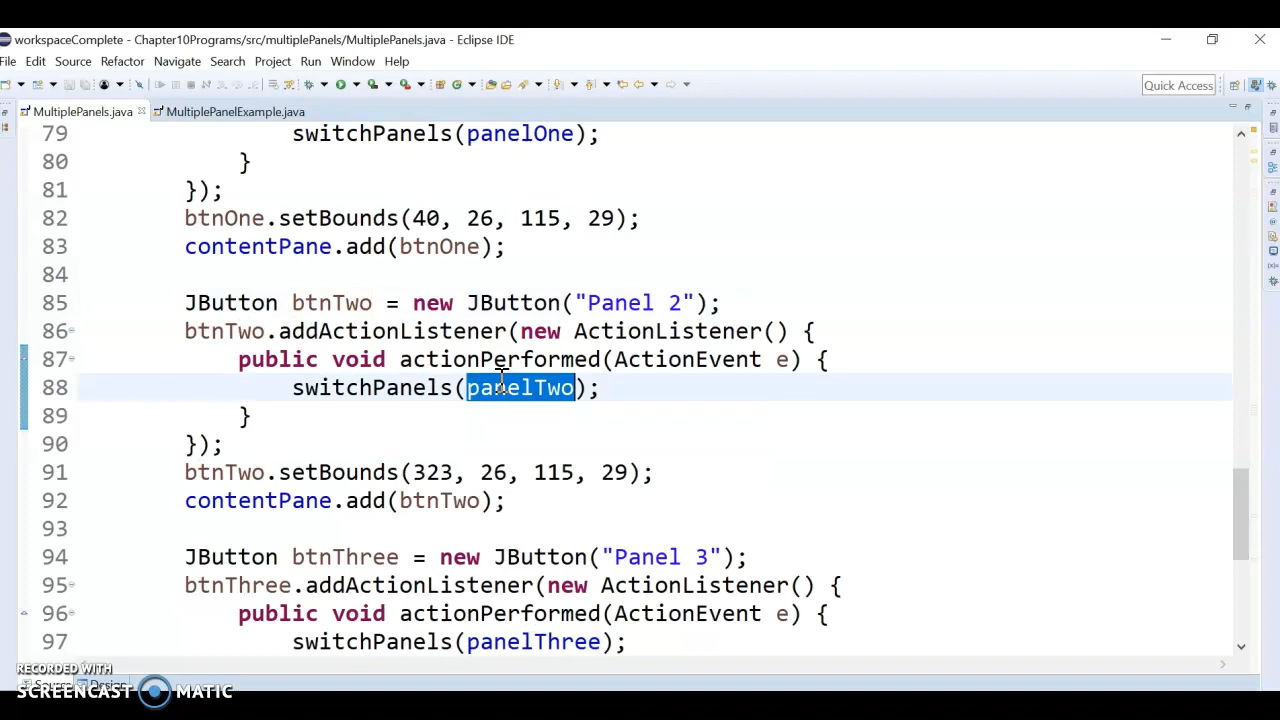 workspaceComplete - Chapter10Programs/src/multiplePanels/MultiplePanels.java - Eclipse IDE
File Edit Source Refactor Navigate Search Project Run Window Help
Quick Access
MultiplePanels.java MultiplePanelExample.java
79 switchPanels(panelOne);
80 }
81 });
82 btnOne.setBounds(40, 26, 115, 29);
83 contentPane.add(btnOne);
84
85 JButton btnTwo = new JButton("Panel 2");
86 btnTwo.addActionListener(new ActionListener() {
87 public void actionPerformed(ActionEvent e) {
88 switchPanels(panelTwo);
89 }
90 });
91 btnTwo.setBounds(323, 26, 115, 29);
92 contentPane.add(btnTwo);
93
94 JButton btnThree = new JButton("Panel 3");
95 btnThree.addActionListener(new ActionListener() {
96 public void actionPerformed(ActionEvent e) {
97 switchPanels(panelThree);
RECORDED WITH
Source Design
SCREENCAST MATIC